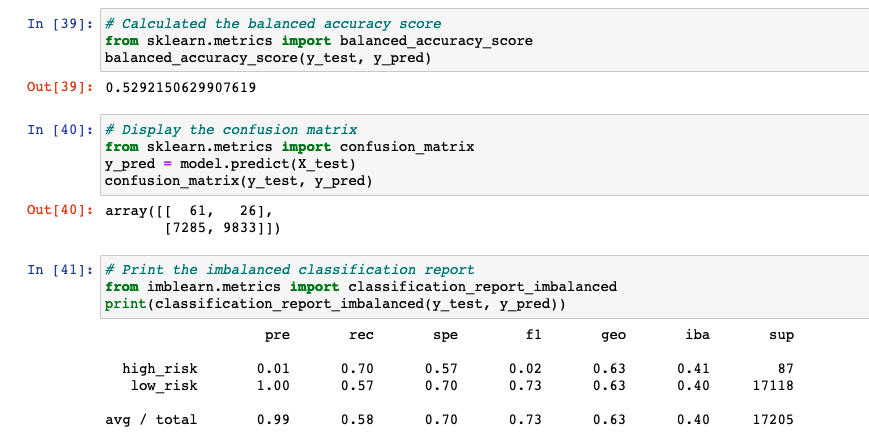 In [39]: # Calculated the balanced accuracy score
from sklearn.metrics import balanced_accuracy_score
balanced_accuracy_score(y_test, y_pred)
Out[39]: 0.5292150629907619
In [40]: # Display the confusion matrix
from sklearn.metrics import confusion_matrix
y_pred = model.predict(X_test)
confusion_matrix(y_test, y_pred)
Out[40]: array([[  61,   26],
       [7285, 9833]])
In [41]: # Print the imbalanced classification report
from imblearn.metrics import classification_report_imbalanced
print(classification_report_imbalanced(y_test, y_pred))
pre rec spe f1 geo iba sup
high_risk 0.01 0.70 0.57 0.02 0.63 0.41 87
low_risk 1.00 0.57 0.70 0.73 0.63 0.40 17118
avg / total 0.99 0.58 0.70 0.73 0.63 0.40 17205